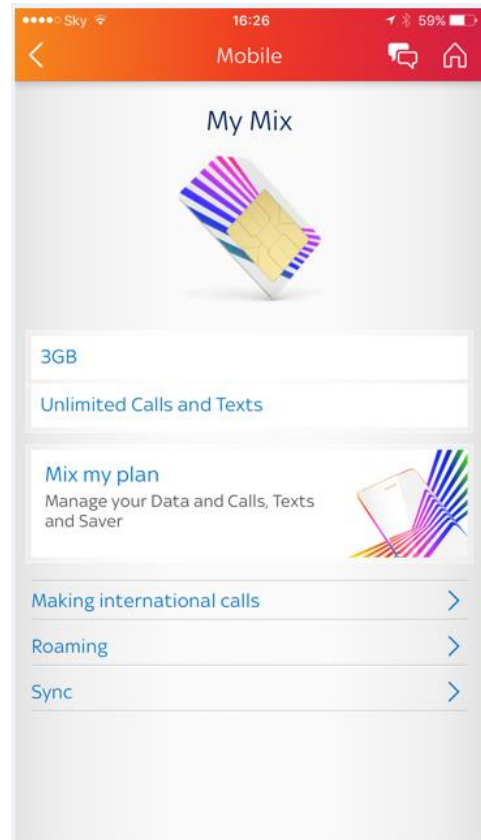 Sky 16:26 59%
Mobile
My Mix
3GB
Unlimited Calls and Texts
Mix my plan
Manage your Data and Calls, Texts
and Saver
Making international calls
Roaming
Sync